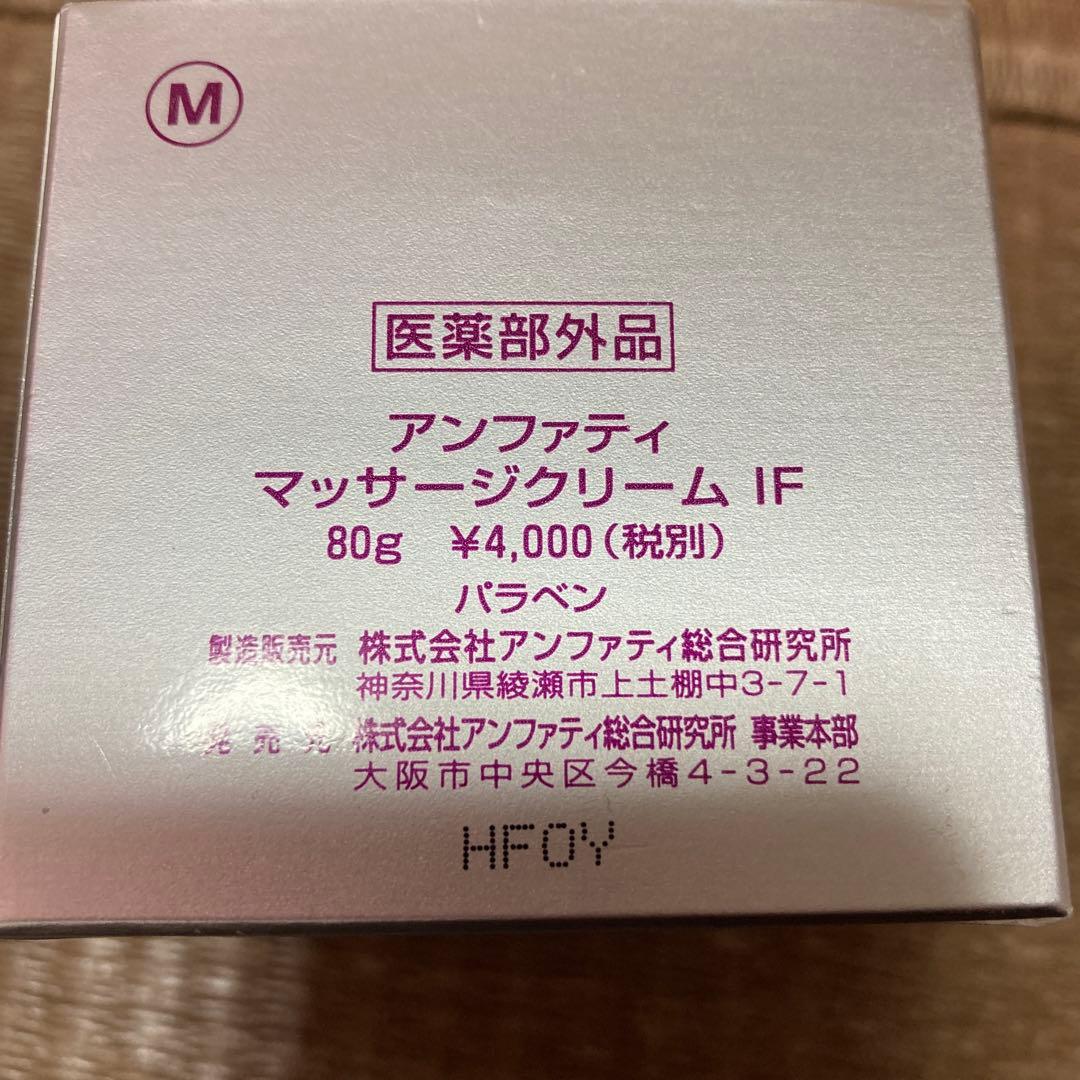 M
医薬部外品
アンファティ
マッサージクリーム IF
80g ¥4,000(税別)
パラベン
製造販売元 株式会社アンファティ総合研究所
神奈川県綾瀬市上土棚中3-7-1
発売元 株式会社アンファティ総合研究所 事業本部
大阪市中央区今橋4-3-22
HF0Y